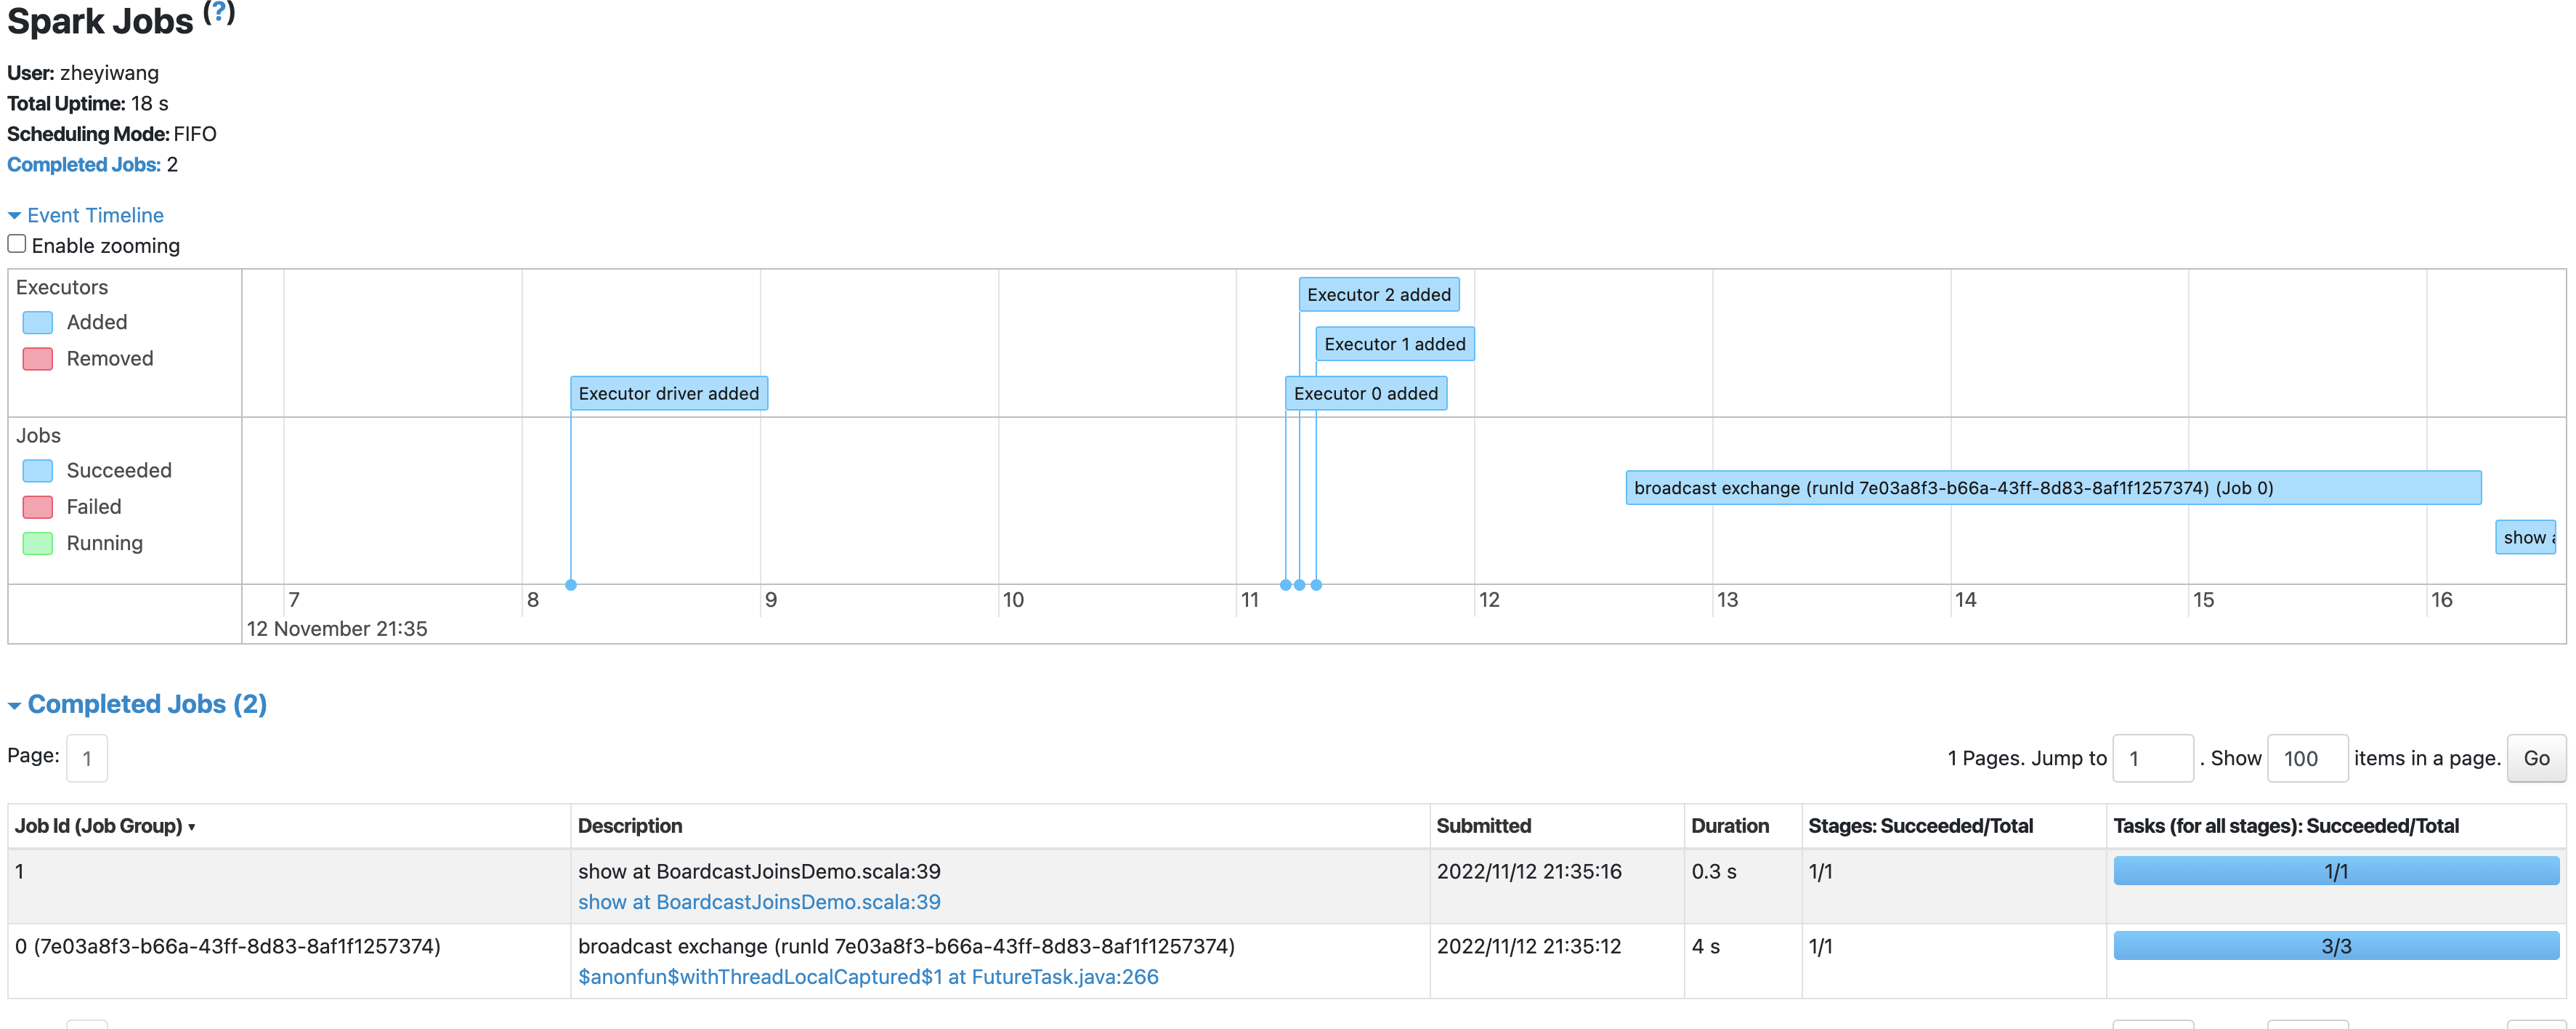 Spark Jobs (?)
User: zheyiwang
Total Uptime: 18 s
Scheduling Mode: FIFO
Completed Jobs: 2
Event Timeline
Enable zooming
Executors
Added
Removed
Executor 2 added
Executor 1 added
Executor driver added
Executor 0 added
Jobs
Succeeded
Failed
Running
broadcast exchange (runId 7e03a8f3-b66a-43ff-8d83-8af1f1257374) (Job 0)
show a
7 8 9 10 11 12 13 14 15 16
12 November 21:35
Completed Jobs (2)
Page: 1
1 Pages. Jump to 1 . Show 100 items in a page. Go
Job Id (Job Group) ▾ Description Submitted Duration Stages: Succeeded/Total Tasks (for all stages): Succeeded/Total
1 show at BoardcastJoinsDemo.scala:39 2022/11/12 21:35:16 0.3 s 1/1 1/1
show at BoardcastJoinsDemo.scala:39
0 (7e03a8f3-b66a-43ff-8d83-8af1f1257374) broadcast exchange (runId 7e03a8f3-b66a-43ff-8d83-8af1f1257374) 2022/11/12 21:35:12 4 s 1/1 3/3
$anonfun$withThreadLocalCaptured$1 at FutureTask.java:266